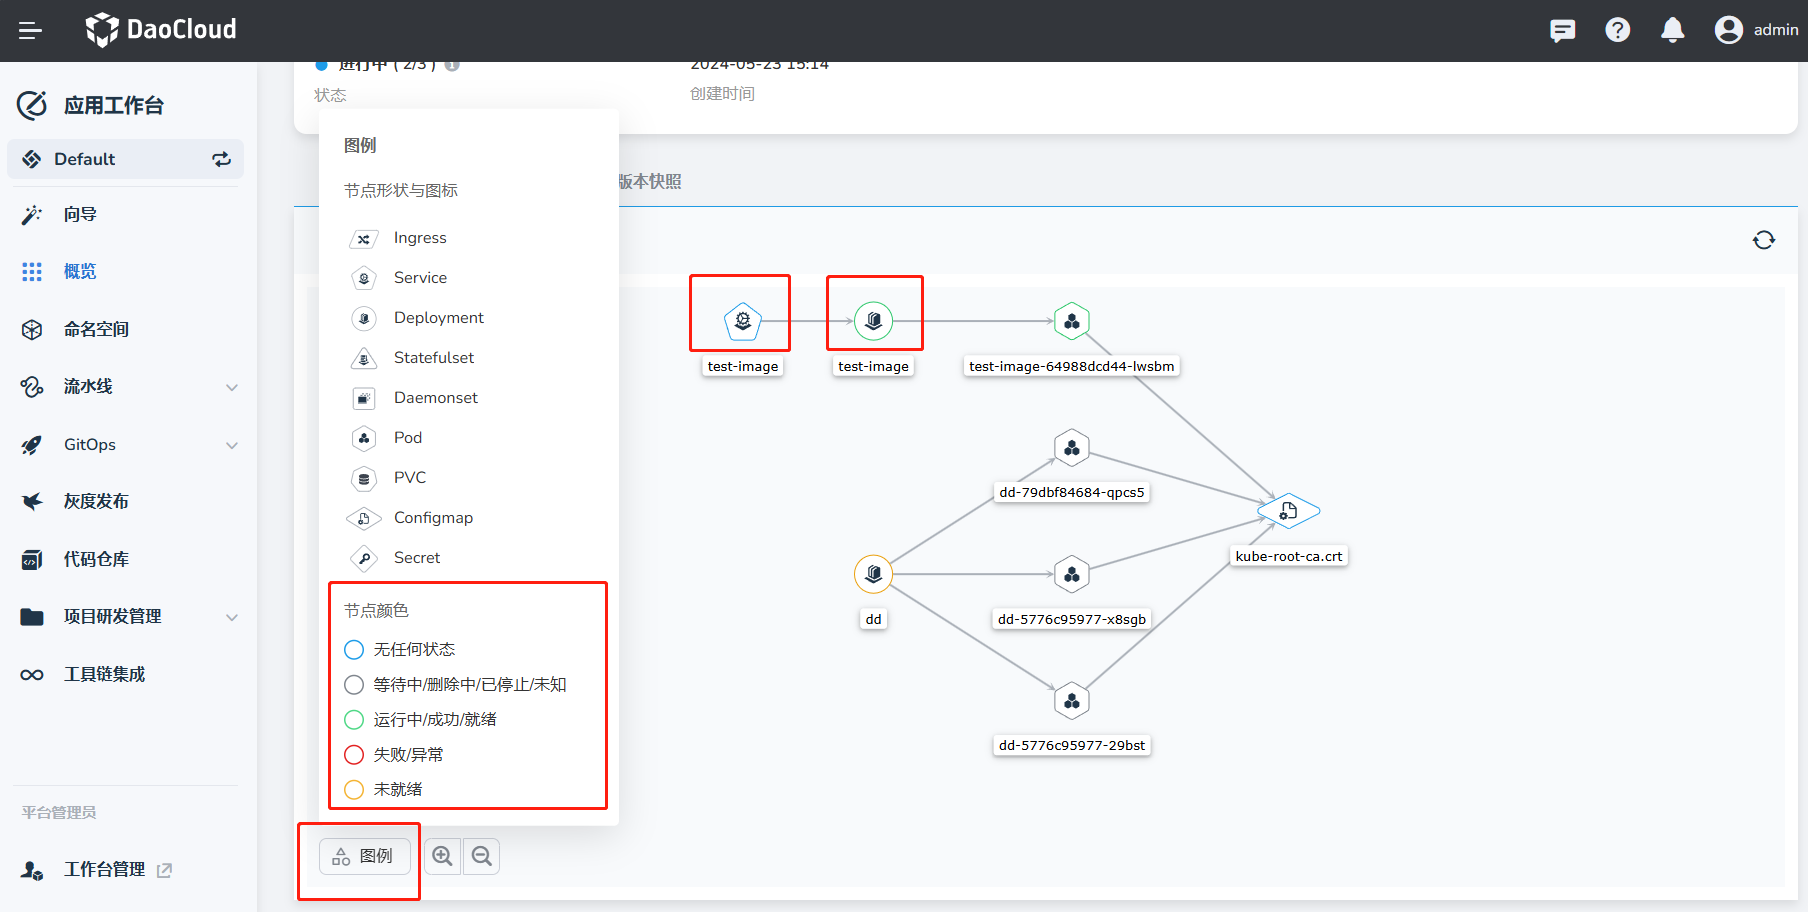 DaoCloud
admin
应用工作台
Default
向导
概览
命名空间
流水线
GitOps
灰度发布
代码仓库
项目研发管理
工具链集成
平台管理员
工作台管理
进行中 ( 2/3 )
2024-05-23 15:14
状态
创建时间
版本快照
图例
节点形状与图标
Ingress
Service
Deployment
Statefulset
Daemonset
Pod
PVC
Configmap
Secret
节点颜色
无任何状态
等待中/删除中/已停止/未知
运行中/成功/就绪
失败/异常
未就绪
图例
test-image
test-image
test-image-64988dcd44-lwsbm
dd-79dbf84684-qpcs5
kube-root-ca.crt
dd
dd-5776c95977-x8sgb
dd-5776c95977-29bst